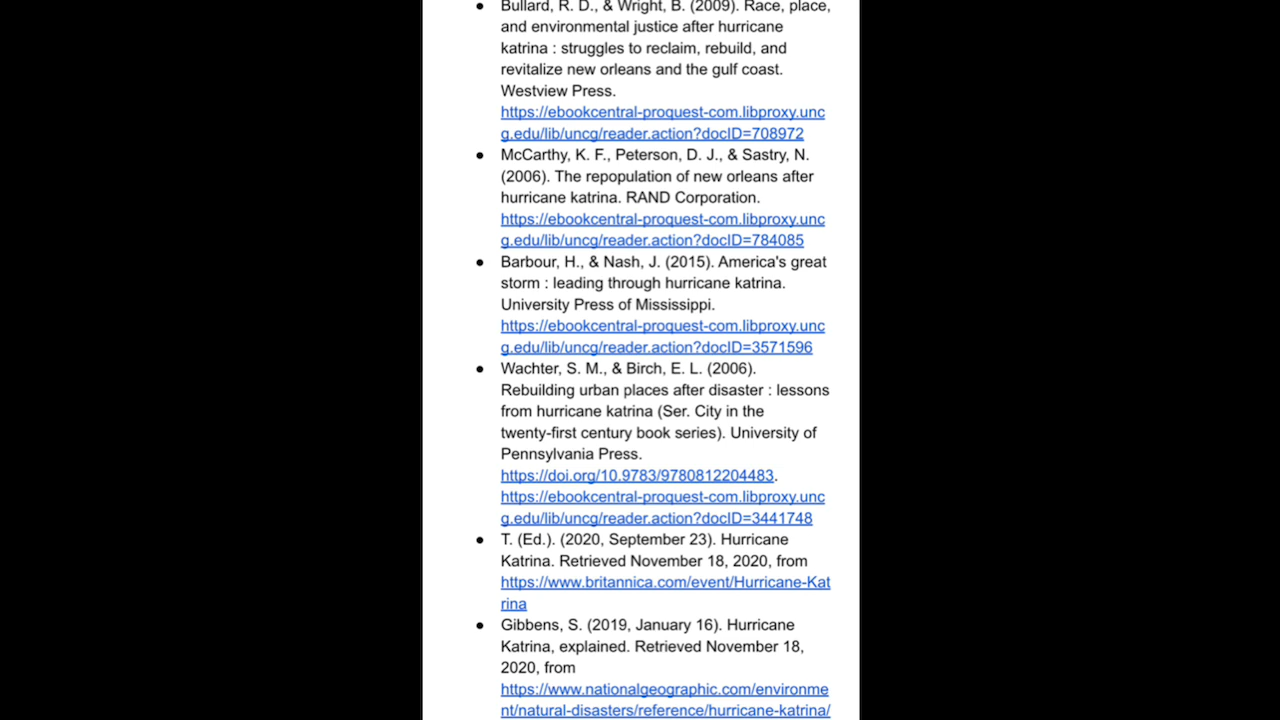 • Bullard, R. D., & Wright, B. (2009). Race, place,
and environmental justice after hurricane
katrina : struggles to reclaim, rebuild, and
revitalize new orleans and the gulf coast.
Westview Press.
https://ebookcentral-proquest-com.libproxy.unc
g.edu/lib/uncg/reader.action?docID=708972
• McCarthy, K. F., Peterson, D. J., & Sastry, N.
(2006). The repopulation of new orleans after
hurricane katrina. RAND Corporation.
https://ebookcentral-proquest-com.libproxy.unc
g.edu/lib/uncg/reader.action?docID=784085
• Barbour, H., & Nash, J. (2015). America's great
storm : leading through hurricane katrina.
University Press of Mississippi.
https://ebookcentral-proquest-com.libproxy.unc
g.edu/lib/uncg/reader.action?docID=3571596
• Wachter, S. M., & Birch, E. L. (2006).
Rebuilding urban places after disaster : lessons
from hurricane katrina (Ser. City in the
twenty-first century book series). University of
Pennsylvania Press.
https://doi.org/10.9783/9780812204483.
https://ebookcentral-proquest-com.libproxy.unc
g.edu/lib/uncg/reader.action?docID=3441748
• T. (Ed.). (2020, September 23). Hurricane
Katrina. Retrieved November 18, 2020, from
https://www.britannica.com/event/Hurricane-Kat
rina
• Gibbens, S. (2019, January 16). Hurricane
Katrina, explained. Retrieved November 18,
2020, from
https://www.nationalgeographic.com/environme
nt/natural-disasters/reference/hurricane-katrina/